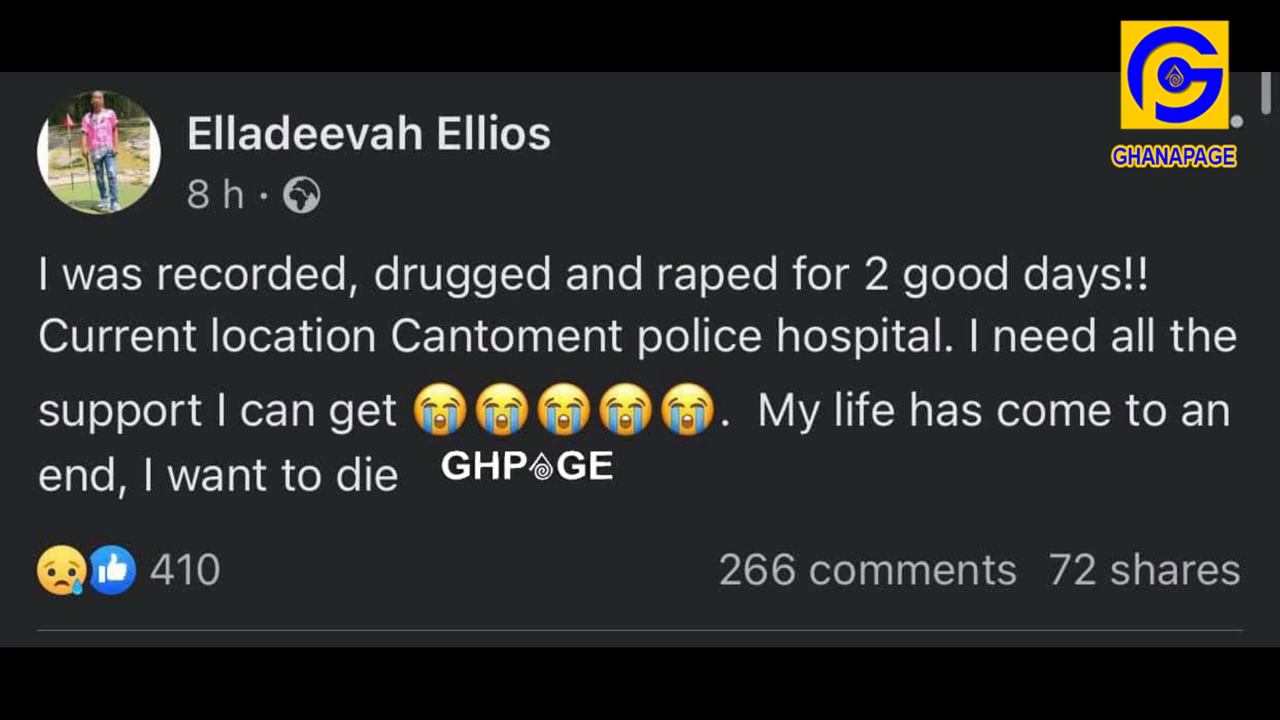 GHANAPAGE
Elladeevah Ellios
8 h ·
I was recorded, drugged and raped for 2 good days!!
Current location Cantoment police hospital. I need all the
support I can get 😭😭😭😭😭. My life has come to an
end, I want to die
GHPAGE
410
266 comments 72 shares